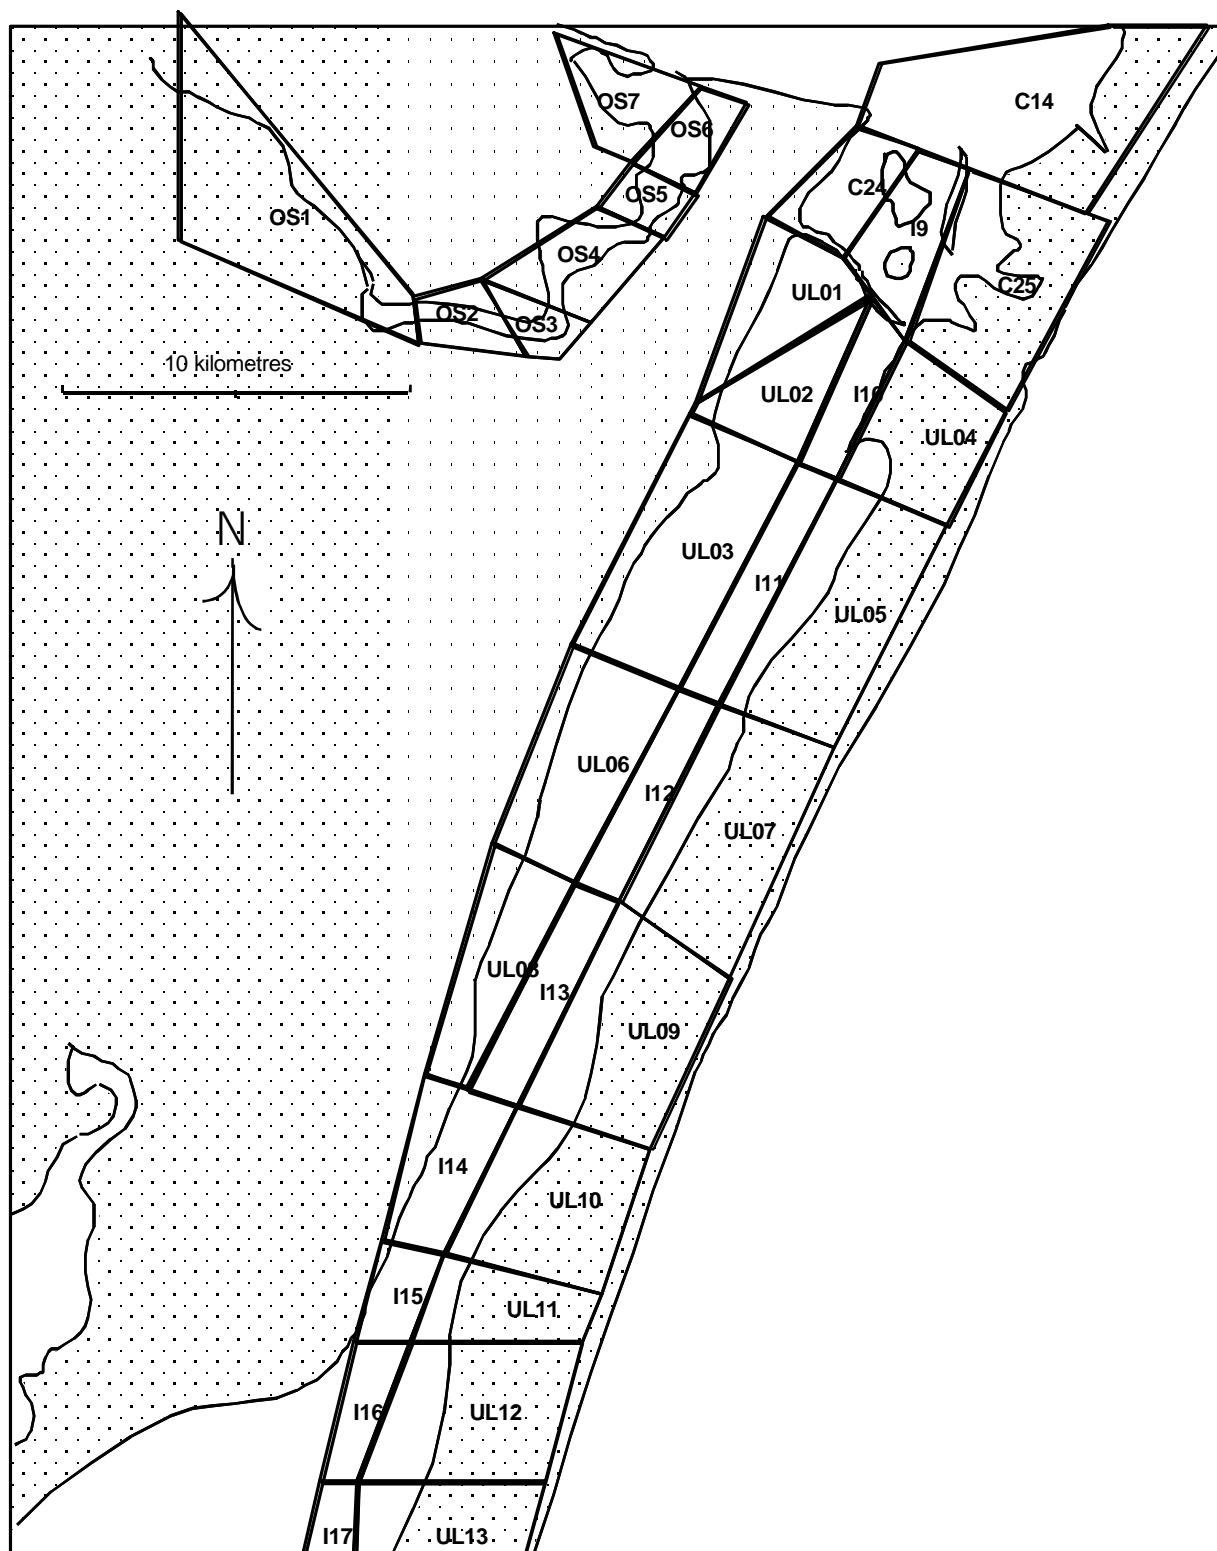 OS7
C14
OS6
C24
OS5
OS1
I9
OS4
C25
UL01
OS2
OS3
10 kilometres
UL02
I10
UL04
N
UL03
I11
UL05
UL06
I12
UL07
UL08
I13
UL09
I14
UL10
I15
UL11
I16
UL12
I17
UL13